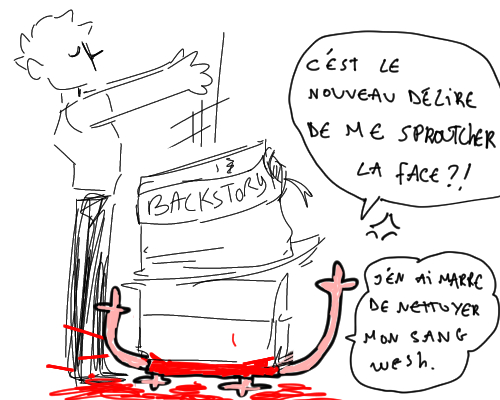 C'EST LE
NOUVEAU DÉLIRE
DE ME SPROUTCHER
LA FACE?!
BACKSTORY
J'EN AI MARRE
DE NETTOYER
MON SANG
WESH.